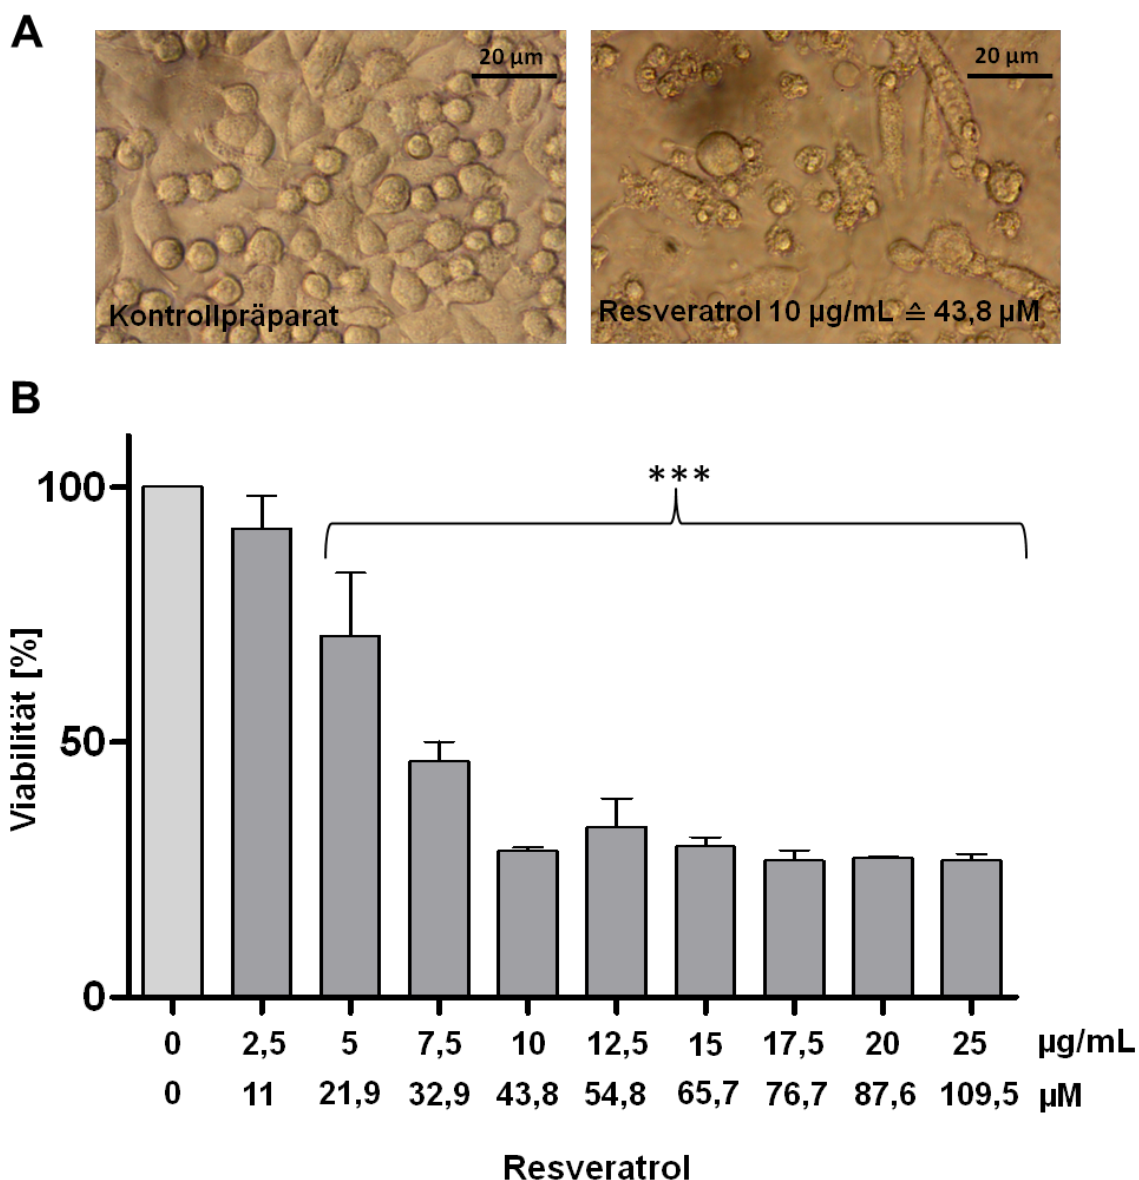 A
20 µm
20 µm
Kontrollpräparat
Resveratrol 10 µg/mL ≙ 43,8 µM
B
***
100
50
0
Viabilität [%]
0 2,5 5 7,5 10 12,5 15 17,5 20 25 µg/mL
0 11 21,9 32,9 43,8 54,8 65,7 76,7 87,6 109,5 µM
Resveratrol